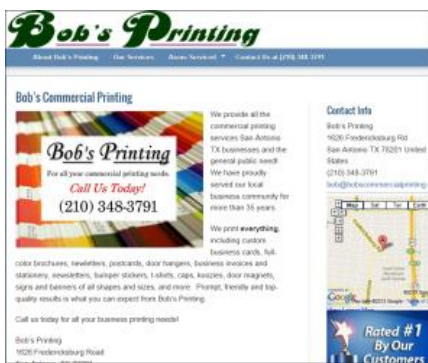 Bob's Printing
About Bob's Printing Our Services Areas Serviced Contact Us at (210) 348-3791
Bob's Commercial Printing
Bob's Printing
For all your commercial printing needs.
Call Us Today!
(210) 348-3791
We provide all the
commercial printing
services San Antonio
TX businesses and the
general public need!
We have proudly
served our local
business community for
more than 35 years.
We print everything,
including custom
business cards, full-
color brochures, newsletters, postcards, door hangers, business invoices and
stationery, newsletters, bumper stickers, t-shirts, caps, koozies, door magnets,
signs and banners of all shapes and sizes, and more. Prompt, friendly and top-
quality results is what you can expect from Bob's Printing.
Call us today for all your business printing needs!
Bob's Printing
1626 Fredericksburg Road
Contact Info
Bob's Printing
1626 Fredericksburg Rd
San Antonio TX 78201 United
States
(210) 348-3791
bob@bobscommercialprinting
Map Sat Ter Earth
Google
Rated #1
By Our
Customers